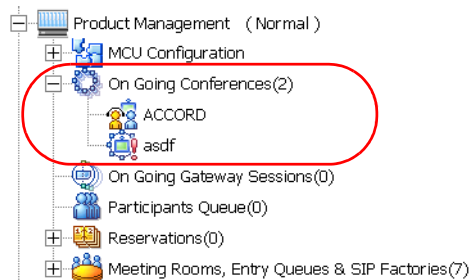 Product Management (Normal)
MCU Configuration
On Going Conferences(2)
ACCORD
asdf
On Going Gateway Sessions(0)
Participants Queue(0)
Reservations(0)
Meeting Rooms, Entry Queues & SIP Factories(7)